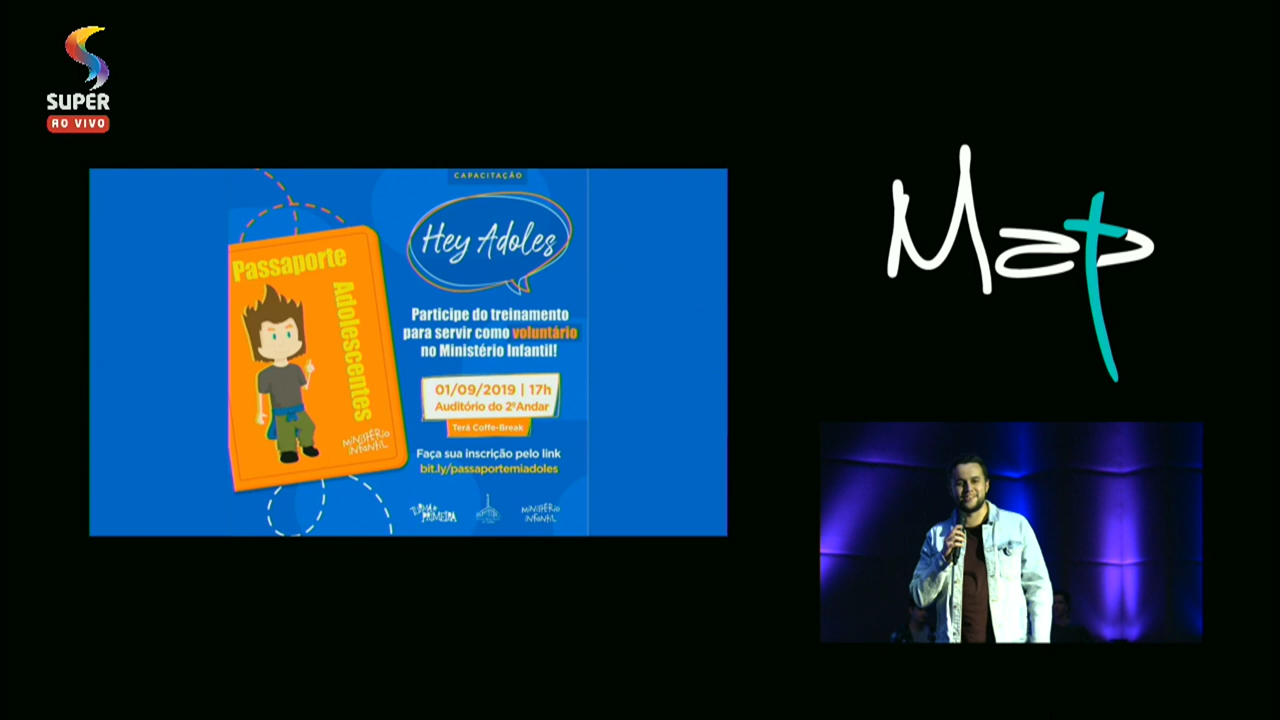 SUPER
AO VIVO
CAPACITAÇÃO
Hey Adoles
Passaporte
Adolescentes
MINISTÉRIO
INFANTIL
Participe do treinamento
para servir como voluntário
no Ministério Infantil!
01/09/2019 | 17h
Auditório do 2ºAndar
Terá Coffe-Break
Faça sua inscrição pelo link
bit.ly/passaportemiadoles
MINISTÉRIO
INFANTIL
Map